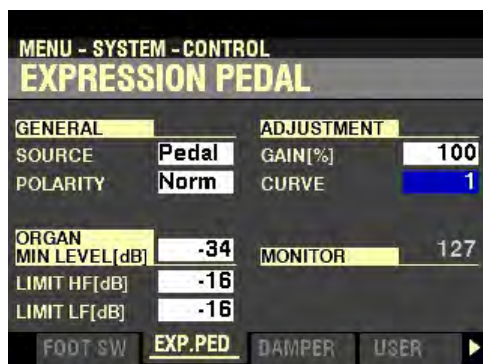 MENU - SYSTEM - CONTROL
EXPRESSION PEDAL
GENERAL
SOURCE Pedal
POLARITY Norm
ADJUSTMENT
GAIN[%] 100
CURVE 1
ORGAN
MIN LEVEL[dB] -34
LIMIT HF[dB] -16
LIMIT LF[dB] -16
MONITOR 127
FOOT SW EXP.PED DAMPER USER